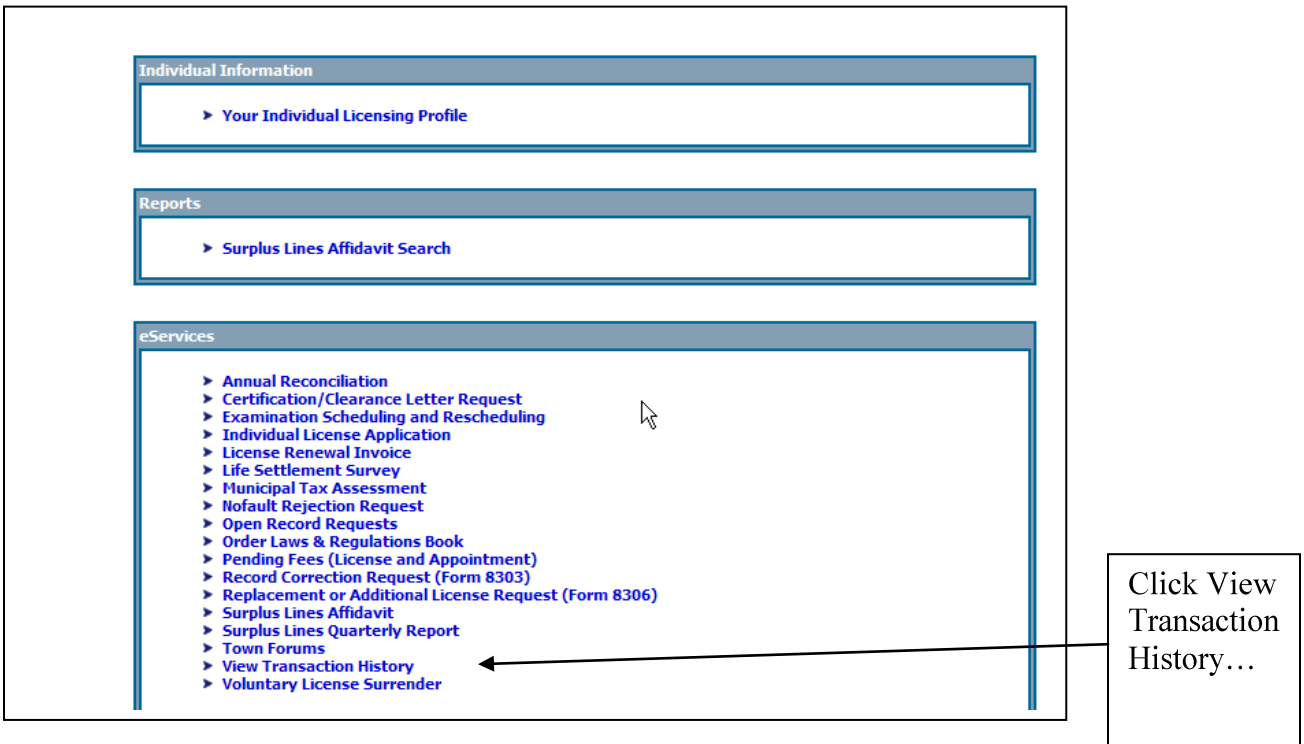 Individual Information
Your Individual Licensing Profile
Reports
Surplus Lines Affidavit Search
eServices
Annual Reconciliation
Certification/Clearance Letter Request
Examination Scheduling and Rescheduling
Individual License Application
License Renewal Invoice
Life Settlement Survey
Municipal Tax Assessment
Nofault Rejection Request
Open Record Requests
Order Laws & Regulations Book
Pending Fees (License and Appointment)
Record Correction Request (Form 8303)
Replacement or Additional License Request (Form 8306)
Surplus Lines Affidavit
Surplus Lines Quarterly Report
Town Forums
View Transaction History
Voluntary License Surrender
Click View
Transaction
History…